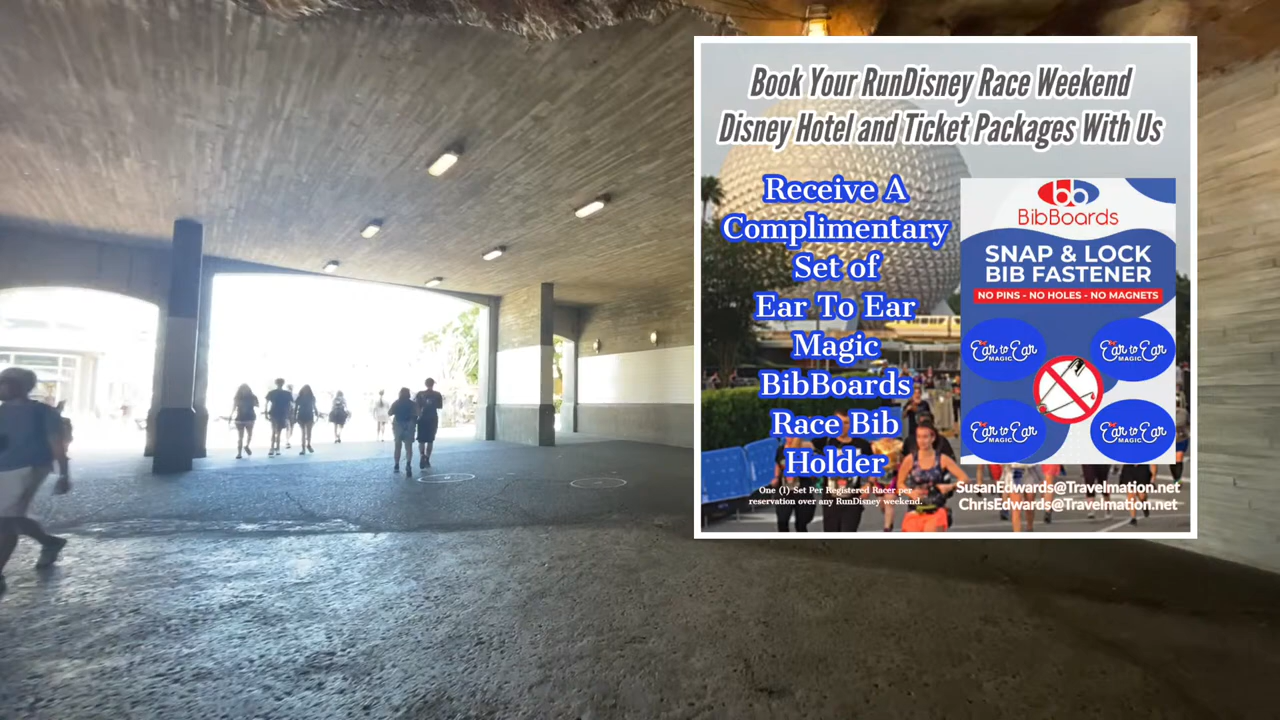 Book Your RunDisney Race Weekend
Disney Hotel and Ticket Packages With Us
Receive A
Complimentary
Set of
Ear To Ear
Magic
BibBoards
Race Bib
Holder
One (1) Set Per Registered Racer per
reservation over any RunDisney weekend.
bb
BibBoards
SNAP & LOCK
BIB FASTENER
NO PINS - NO HOLES - NO MAGNETS
Ear to Ear
MAGIC
Ear to Ear
MAGIC
Ear to Ear
MAGIC
Ear to Ear
MAGIC
SusanEdwards@Travelmation.net
ChrisEdwards@Travelmation.net